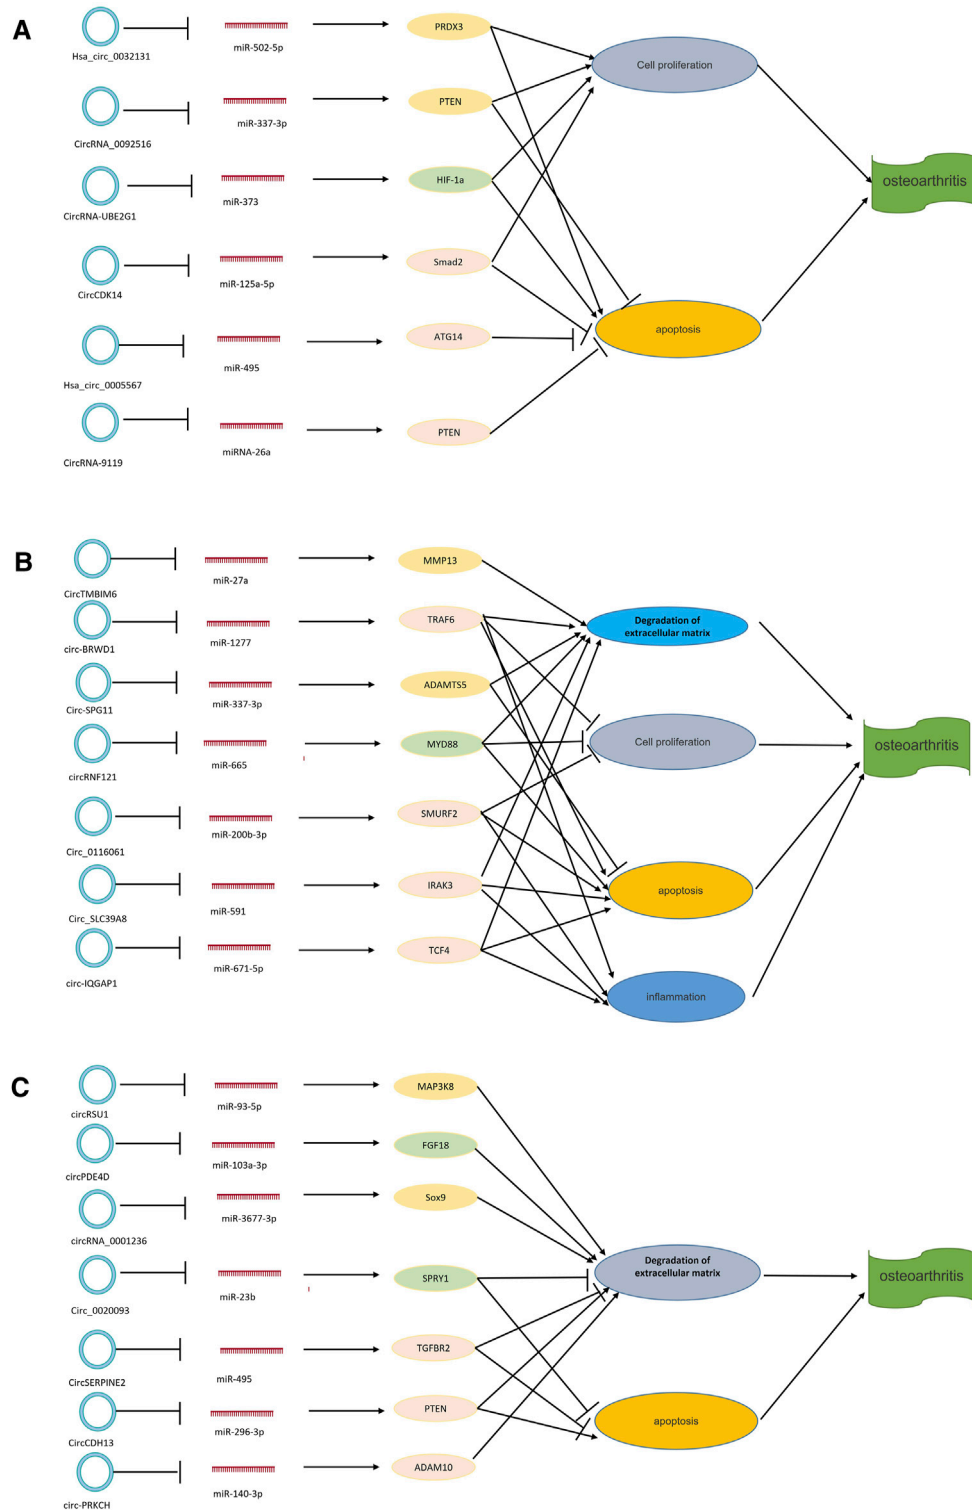 A
Hsa_circ_0032131
miR-502-5p
PRDX3
Cell proliferation
CircRNA_0092516
miR-337-3p
PTEN
CircRNA-UBE2G1
miR-373
HIF-1a
osteoarthritis
CircCDK14
miR-125a-5p
Smad2
Hsa_circ_0005567
miR-495
ATG14
apoptosis
CircRNA-9119
miRNA-26a
PTEN
B
CircTMBIM6
miR-27a
MMP13
circ-BRWD1
miR-1277
TRAF6
Degradation of
extracellular matrix
Circ-SPG11
miR-337-3p
ADAMTS5
circRNF121
miR-665
MYD88
Cell proliferation
osteoarthritis
Circ_0116061
miR-200b-3p
SMURF2
Circ_SLC39A8
miR-591
IRAK3
apoptosis
circ-IQGAP1
miR-671-5p
TCF4
inflammation
C
circRSU1
miR-93-5p
MAP3K8
circPDE4D
miR-103a-3p
FGF18
circRNA_0001236
miR-3677-3p
Sox9
Degradation of
extracellular matrix
Circ_0020093
miR-23b
SPRY1
osteoarthritis
CircSERPINE2
miR-495
TGFBR2
CircCDH13
miR-296-3p
PTEN
apoptosis
circ-PRKCH
miR-140-3p
ADAM10